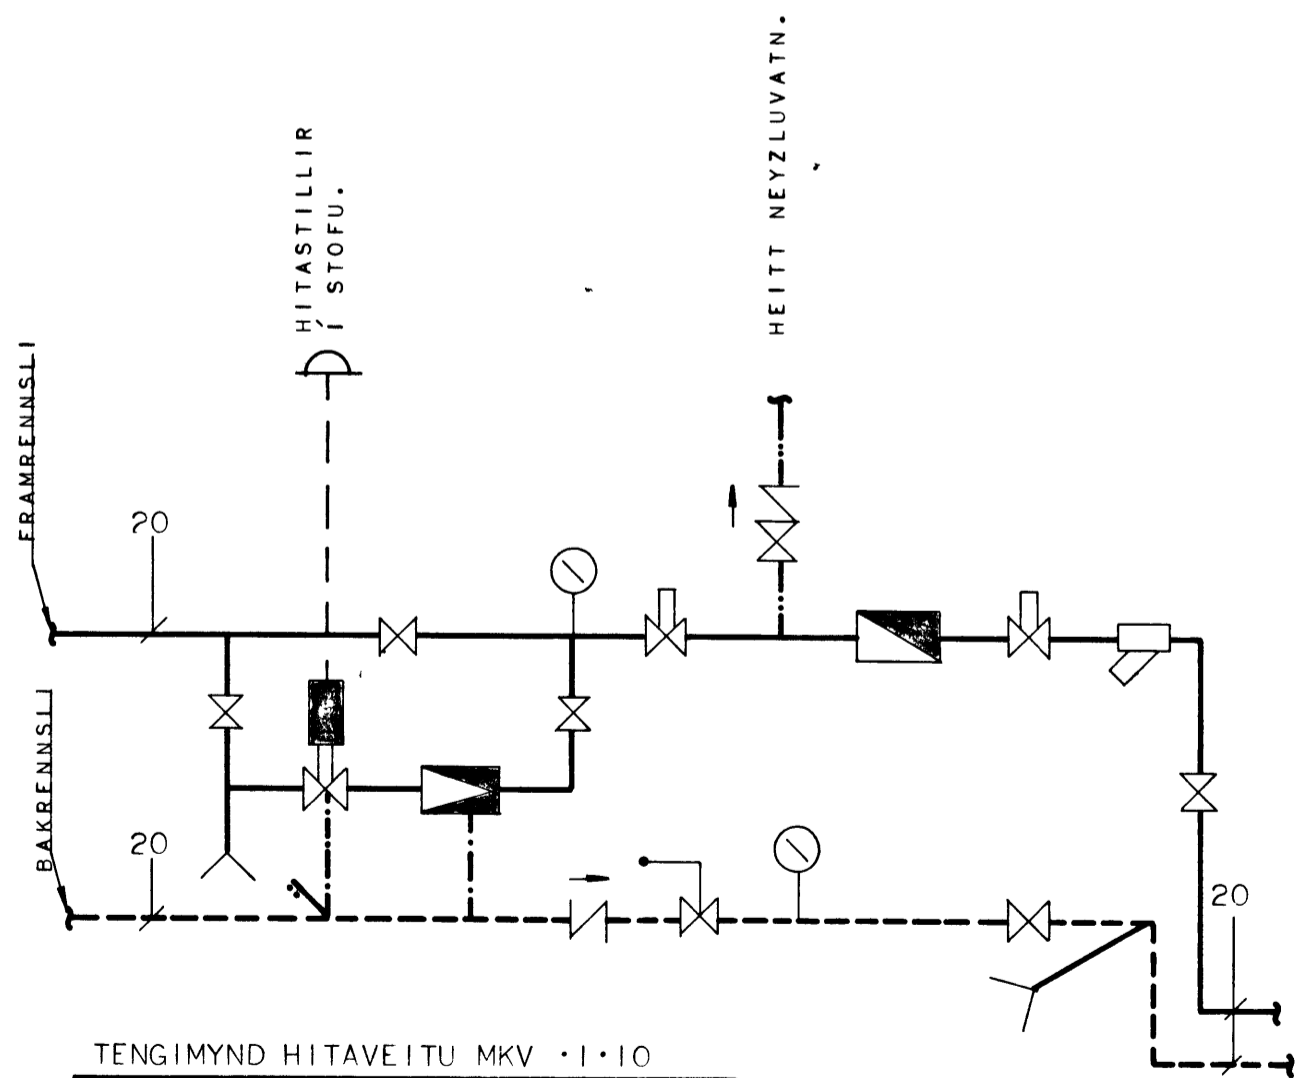 HITASTILLIR
Í STOFU.
HEITT NEYZLUVATN.
FRAMRENNSLI
20
BAKRENNSLI
20
20
TENGIMYND HITAVEITU MKV ·1·10